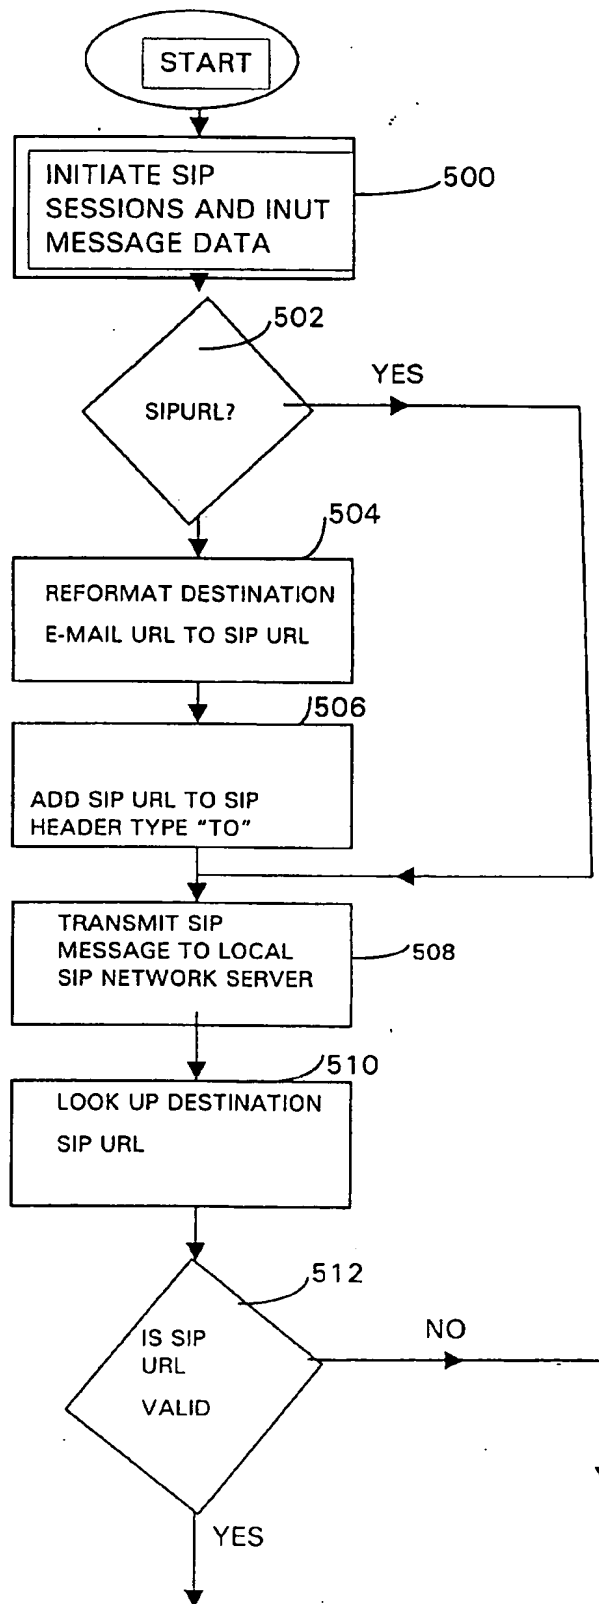 START
INITIATE SIP
SESSIONS AND INUT
MESSAGE DATA
500
502
SIPURL?
YES
504
REFORMAT DESTINATION
E-MAIL URL TO SIP URL
506
ADD SIP URL TO SIP
HEADER TYPE "TO"
TRANSMIT SIP
MESSAGE TO LOCAL
SIP NETWORK SERVER
508
510
LOOK UP DESTINATION
SIP URL
512
IS SIP
URL
VALID
NO
YES